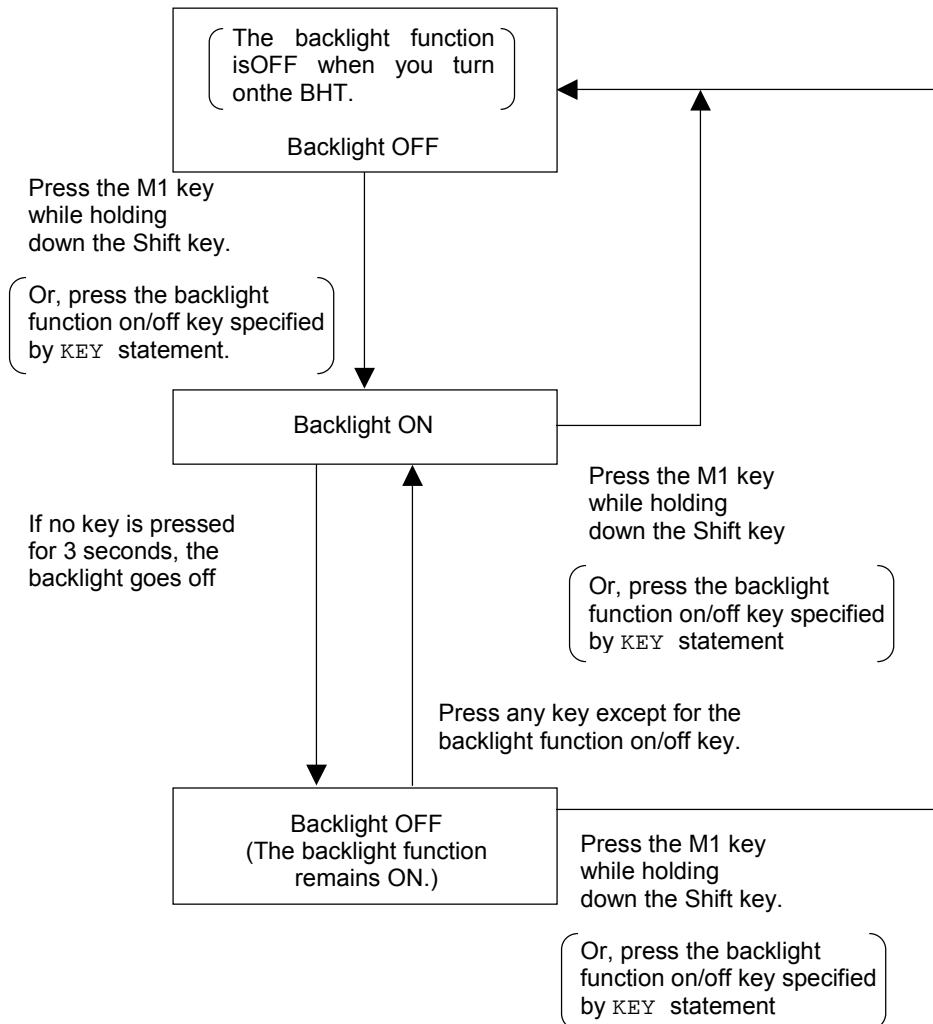 The backlight function
isOFF when you turn
onthe BHT.
Backlight OFF
Press the M1 key
while holding
down the Shift key.
Or, press the backlight
function on/off key specified
by KEY statement.
Backlight ON
If no key is pressed
for 3 seconds, the
backlight goes off
Press the M1 key
while holding
down the Shift key
Or, press the backlight
function on/off key specified
by KEY statement
Press any key except for the
backlight function on/off key.
Backlight OFF
(The backlight function
remains ON.)
Press the M1 key
while holding
down the Shift key.
Or, press the backlight
function on/off key specified
by KEY statement